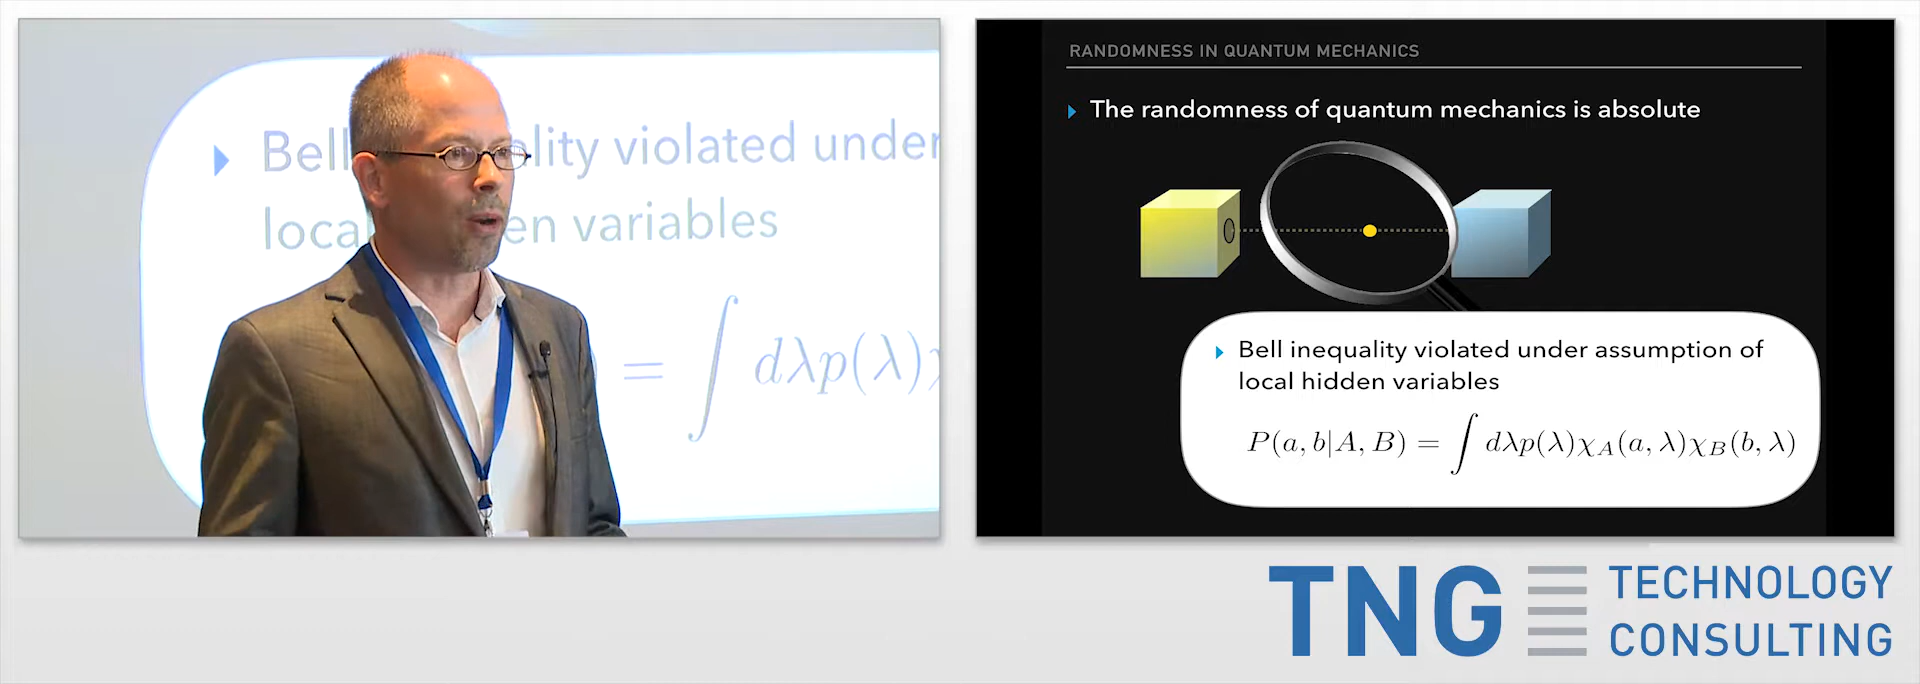 Bell lity violated under
loca en variables
= ∫ dλp(λ)
RANDOMNESS IN QUANTUM MECHANICS
The randomness of quantum mechanics is absolute
Bell inequality violated under assumption of
local hidden variables
P(a, b|A, B) = ∫ dλp(λ)χ_A(a, λ)χ_B(b, λ)
TNG TECHNOLOGY
CONSULTING